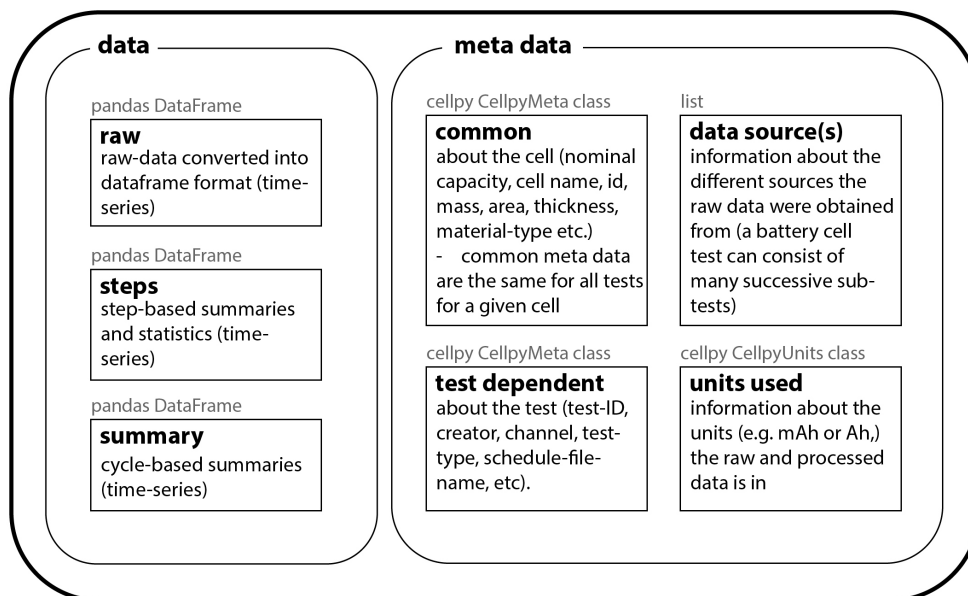 data
pandas DataFrame
raw
raw-data converted into
dataframe format (time-
series)
pandas DataFrame
steps
step-based summaries
and statistics (time-
series)
pandas DataFrame
summary
cycle-based summaries
(time-series)
meta data
cellpy CellpyMeta class
common
about the cell (nominal
capacity, cell name, id,
mass, area, thickness,
material-type etc.)
- common meta data
are the same for all tests
for a given cell
list
data source(s)
information about the
different sources the
raw data were obtained
from (a battery cell
test can consist of
many successive sub-
tests)
cellpy CellpyMeta class
test dependent
about the test (test-ID,
creator, channel, test-
type, schedule-file-
name, etc).
cellpy CellpyUnits class
units used
information about the
units (e.g. mAh or Ah,)
the raw and processed
data is in